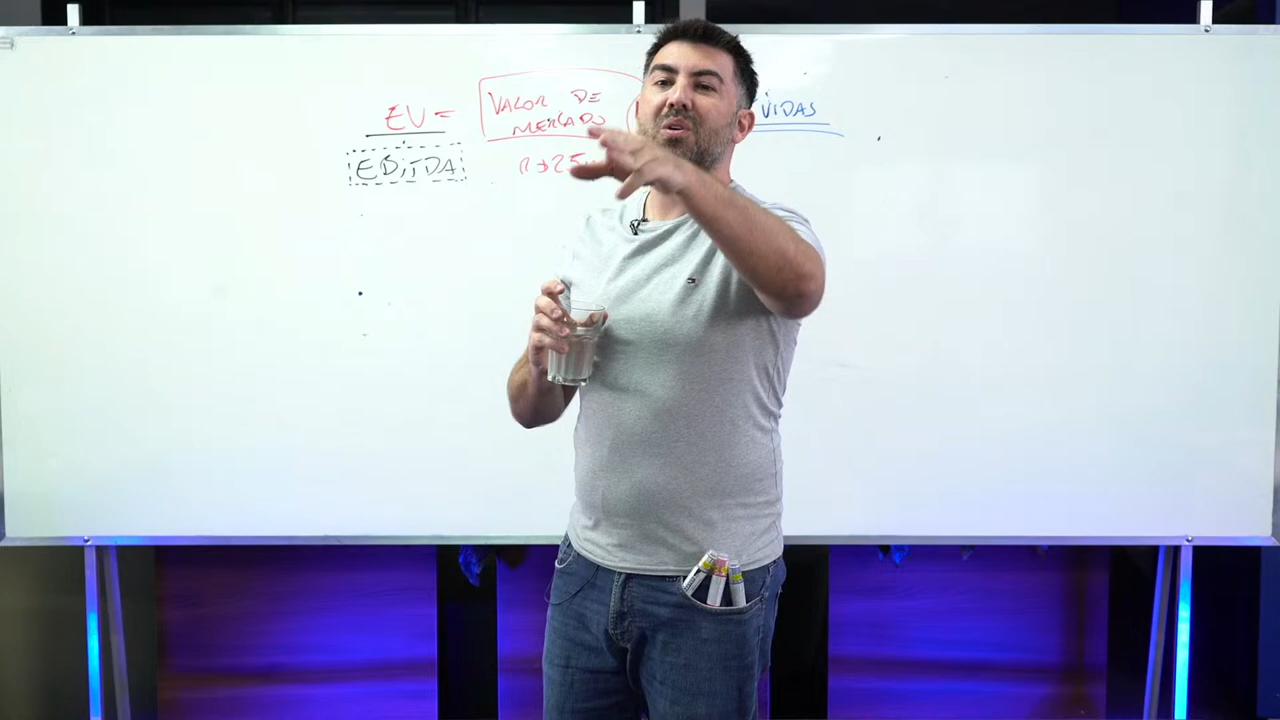 EV = VALOR DE VIDAS
MERCADO
EBITDA